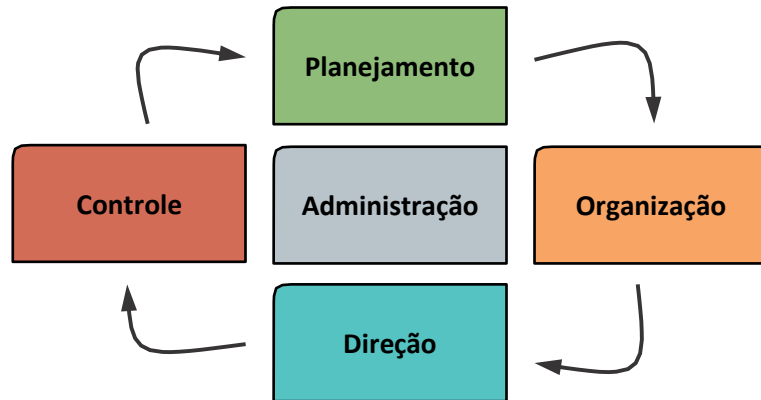 Planejamento
Controle
Administração
Organização
Direção